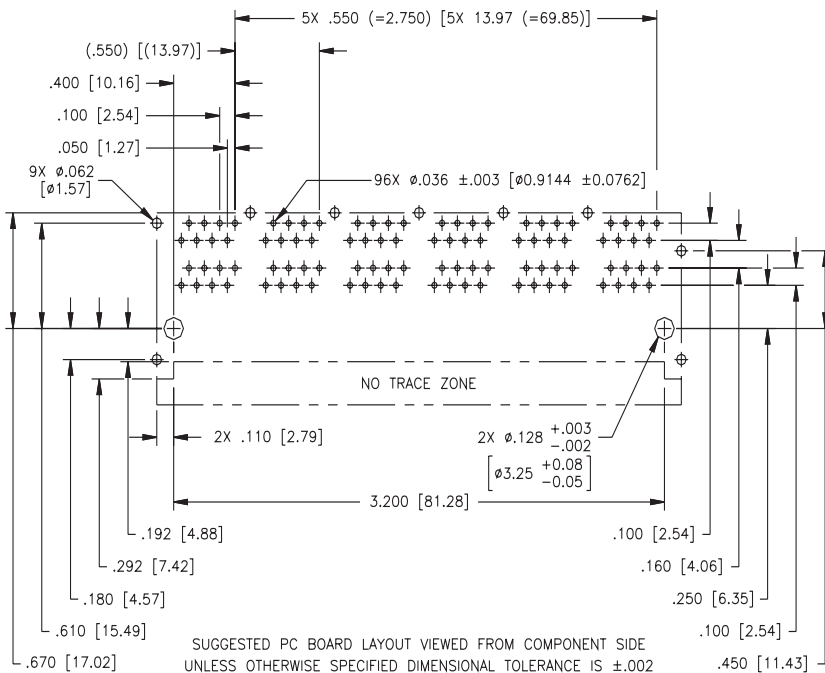 5X .550 (=2.750) [5X 13.97 (=69.85)]
(.550) [(13.97)]
.400 [10.16]
.100 [2.54]
.050 [1.27]
9X ø.062
[ø1.57]
96X ø.036 ±.003 [ø0.9144 ±0.0762]
NO TRACE ZONE
2X .110 [2.79]
2X ø.128 +.003
-.002
[ø3.25 +0.08
-0.05]
3.200 [81.28]
.192 [4.88]
.100 [2.54]
.292 [7.42]
.160 [4.06]
.180 [4.57]
.250 [6.35]
.610 [15.49]
.100 [2.54]
.670 [17.02]
.450 [11.43]
SUGGESTED PC BOARD LAYOUT VIEWED FROM COMPONENT SIDE
UNLESS OTHERWISE SPECIFIED DIMENSIONAL TOLERANCE IS ±.002